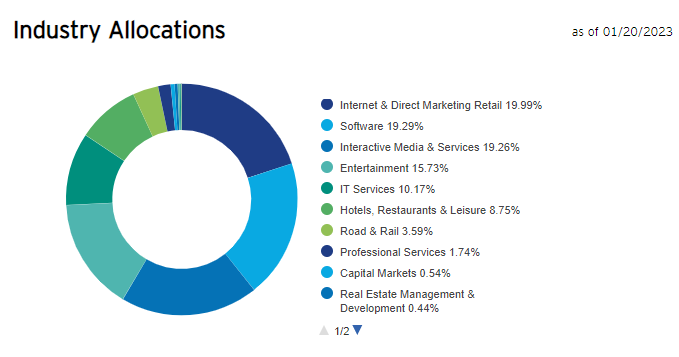 Industry Allocations
as of 01/20/2023
Internet & Direct Marketing Retail 19.99%
Software 19.29%
Interactive Media & Services 19.26%
Entertainment 15.73%
IT Services 10.17%
Hotels, Restaurants & Leisure 8.75%
Road & Rail 3.59%
Professional Services 1.74%
Capital Markets 0.54%
Real Estate Management &
Development 0.44%
1/2